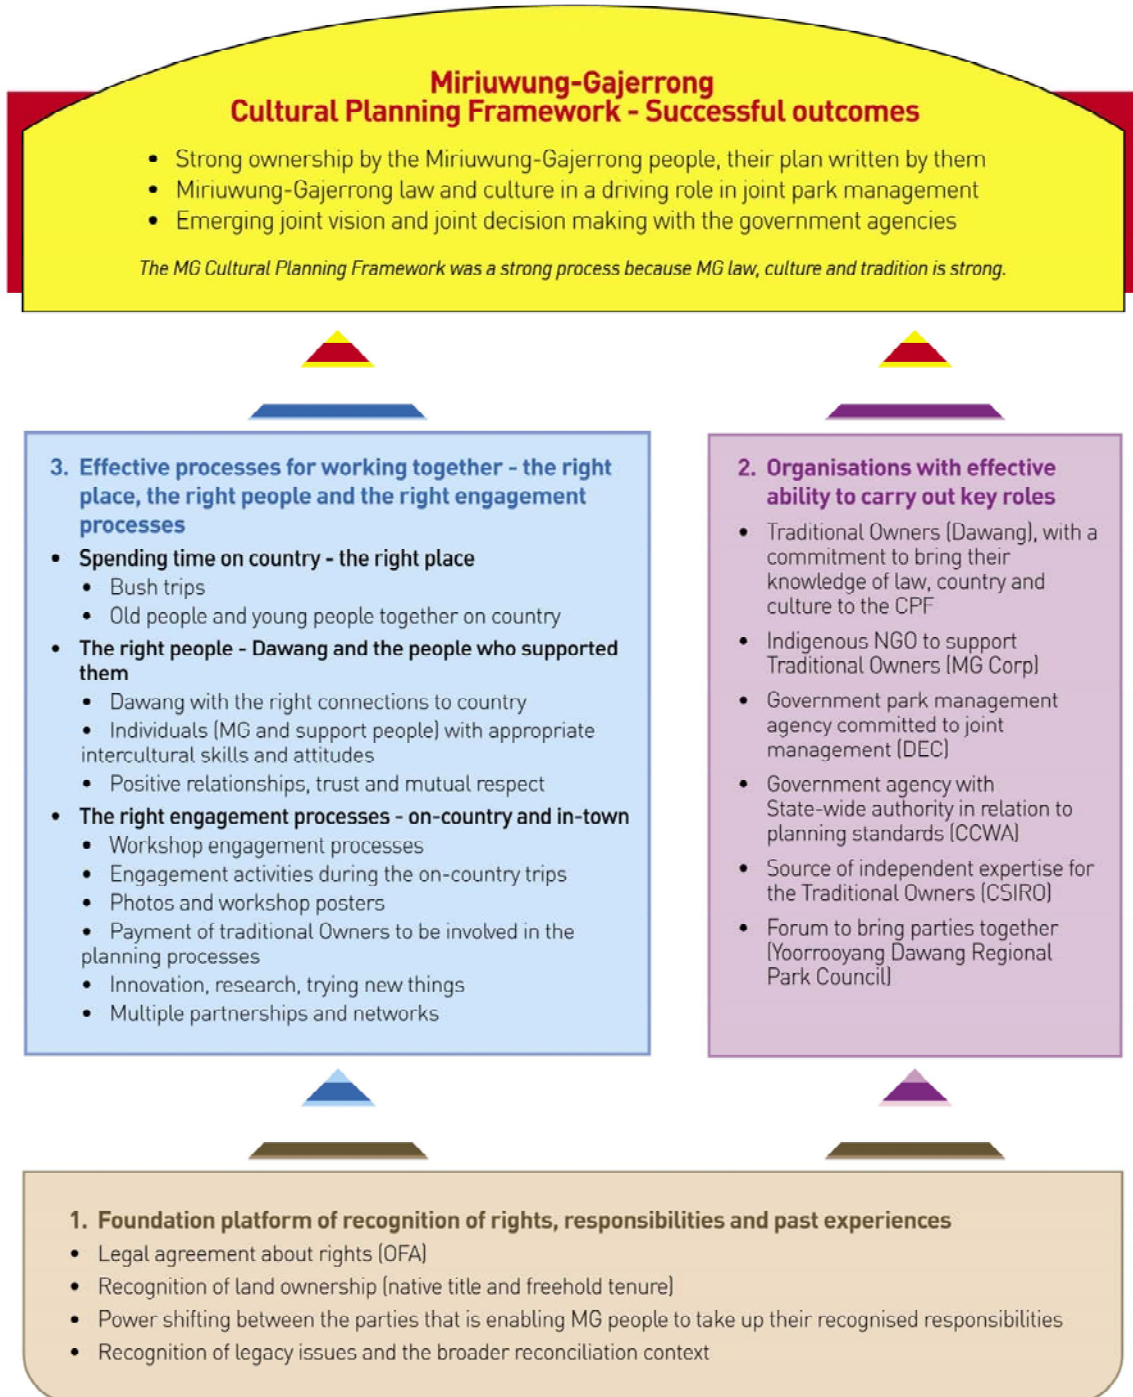 Miriuwung-Gajerrong
Cultural Planning Framework - Successful outcomes
• Strong ownership by the Miriuwung-Gajerrong people, their plan written by them
• Miriuwung-Gajerrong law and culture in a driving role in joint park management
• Emerging joint vision and joint decision making with the government agencies
The MG Cultural Planning Framework was a strong process because MG law, culture and tradition is strong.
3. Effective processes for working together - the right
place, the right people and the right engagement
processes
• Spending time on country - the right place
• Bush trips
• Old people and young people together on country
• The right people - Dawang and the people who supported
them
• Dawang with the right connections to country
• Individuals (MG and support people) with appropriate
intercultural skills and attitudes
• Positive relationships, trust and mutual respect
• The right engagement processes - on-country and in-town
• Workshop engagement processes
• Engagement activities during the on-country trips
• Photos and workshop posters
• Payment of traditional Owners to be involved in the
planning processes
• Innovation, research, trying new things
• Multiple partnerships and networks
2. Organisations with effective
ability to carry out key roles
• Traditional Owners (Dawang), with a
commitment to bring their
knowledge of law, country and
culture to the CPF
• Indigenous NGO to support
Traditional Owners (MG Corp)
• Government park management
agency committed to joint
management (DEC)
• Government agency with
State-wide authority in relation to
planning standards (CCWA)
• Source of independent expertise for
the Traditional Owners (CSIRO)
• Forum to bring parties together
(Yoorrooyang Dawang Regional
Park Council)
1. Foundation platform of recognition of rights, responsibilities and past experiences
• Legal agreement about rights (OFA)
• Recognition of land ownership (native title and freehold tenure)
• Power shifting between the parties that is enabling MG people to take up their recognised responsibilities
• Recognition of legacy issues and the broader reconciliation context